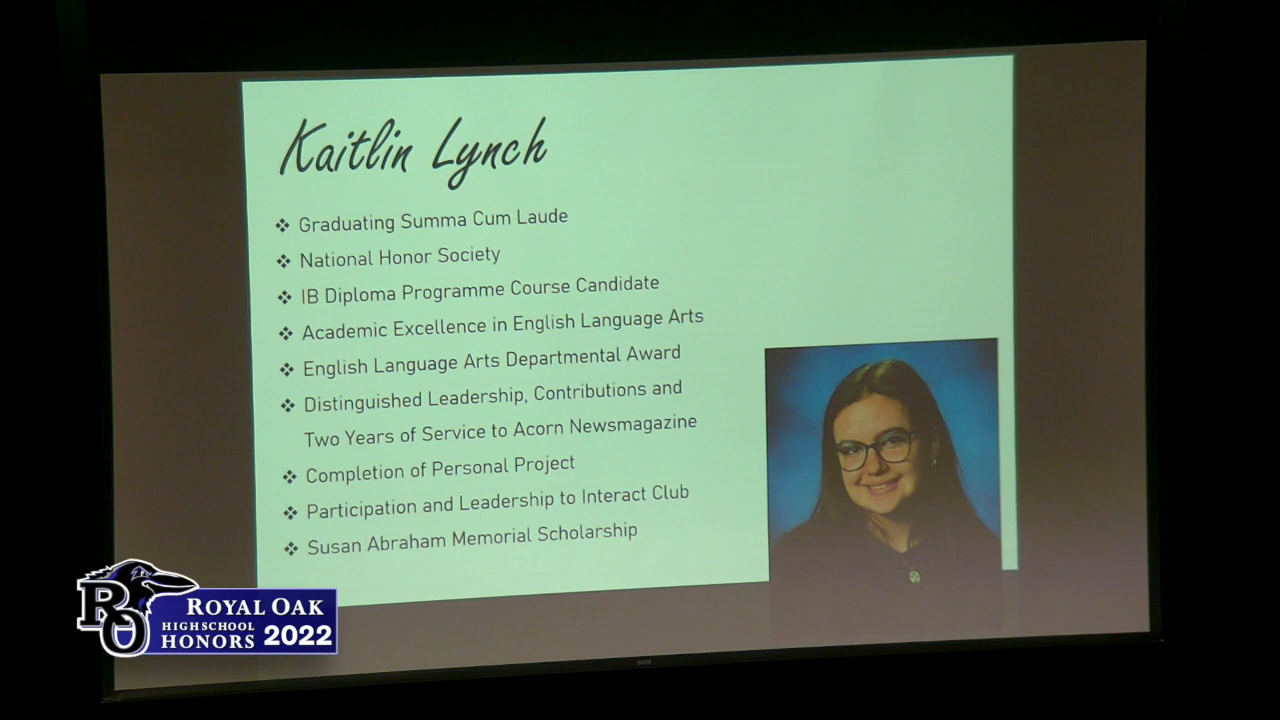 Kaitlin Lynch
❖ Graduating Summa Cum Laude
❖ National Honor Society
❖ IB Diploma Programme Course Candidate
❖ Academic Excellence in English Language Arts
❖ English Language Arts Departmental Award
❖ Distinguished Leadership, Contributions and
Two Years of Service to Acorn Newsmagazine
❖ Completion of Personal Project
❖ Participation and Leadership to Interact Club
❖ Susan Abraham Memorial Scholarship
RO
ROYAL OAK
HIGH SCHOOL
HONORS 2022